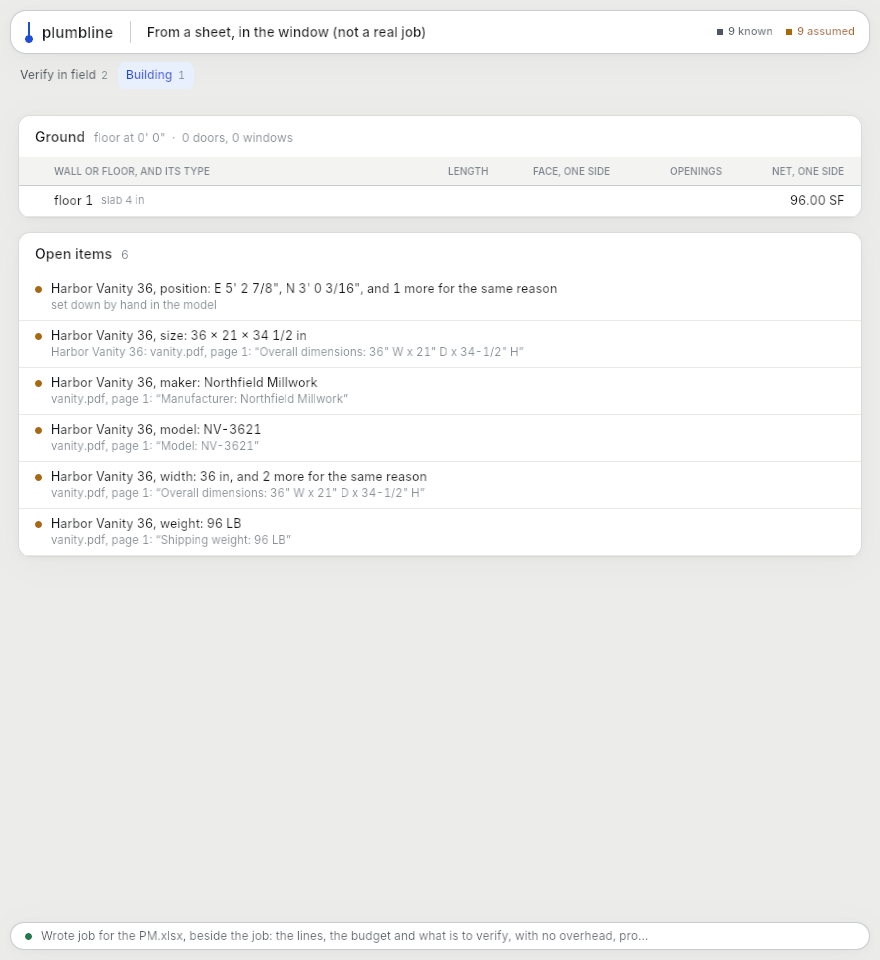 plumbline
From a sheet, in the window (not a real job)
9 known
9 assumed
Verify in field 2
Building 1
Ground floor at 0' 0" · 0 doors, 0 windows
WALL OR FLOOR, AND ITS TYPE LENGTH FACE, ONE SIDE OPENINGS NET, ONE SIDE
floor 1 slab 4 in 96.00 SF
Open items 6
Harbor Vanity 36, position: E 5' 2 7/8", N 3' 0 3/16", and 1 more for the same reason
set down by hand in the model
Harbor Vanity 36, size: 36 × 21 × 34 1/2 in
Harbor Vanity 36: vanity.pdf, page 1: “Overall dimensions: 36" W x 21" D x 34-1/2" H”
Harbor Vanity 36, maker: Northfield Millwork
vanity.pdf, page 1: “Manufacturer: Northfield Millwork”
Harbor Vanity 36, model: NV-3621
vanity.pdf, page 1: “Model: NV-3621”
Harbor Vanity 36, width: 36 in, and 2 more for the same reason
vanity.pdf, page 1: “Overall dimensions: 36" W x 21" D x 34-1/2" H”
Harbor Vanity 36, weight: 96 LB
vanity.pdf, page 1: “Shipping weight: 96 LB”
Wrote job for the PM.xlsx, beside the job: the lines, the budget and what is to verify, with no overhead, pro...